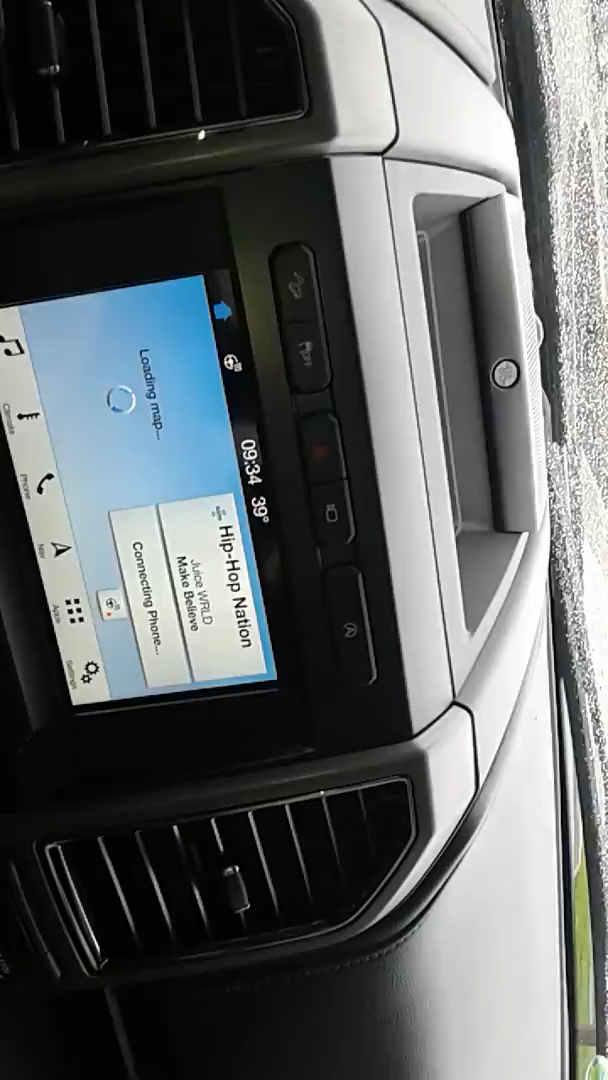 09:34 39°
Loading map...
Hip-Hop Nation
Juice WRLD
Make Believe
Connecting Phone...
Climate
Phone
Nav
Apps
Settings